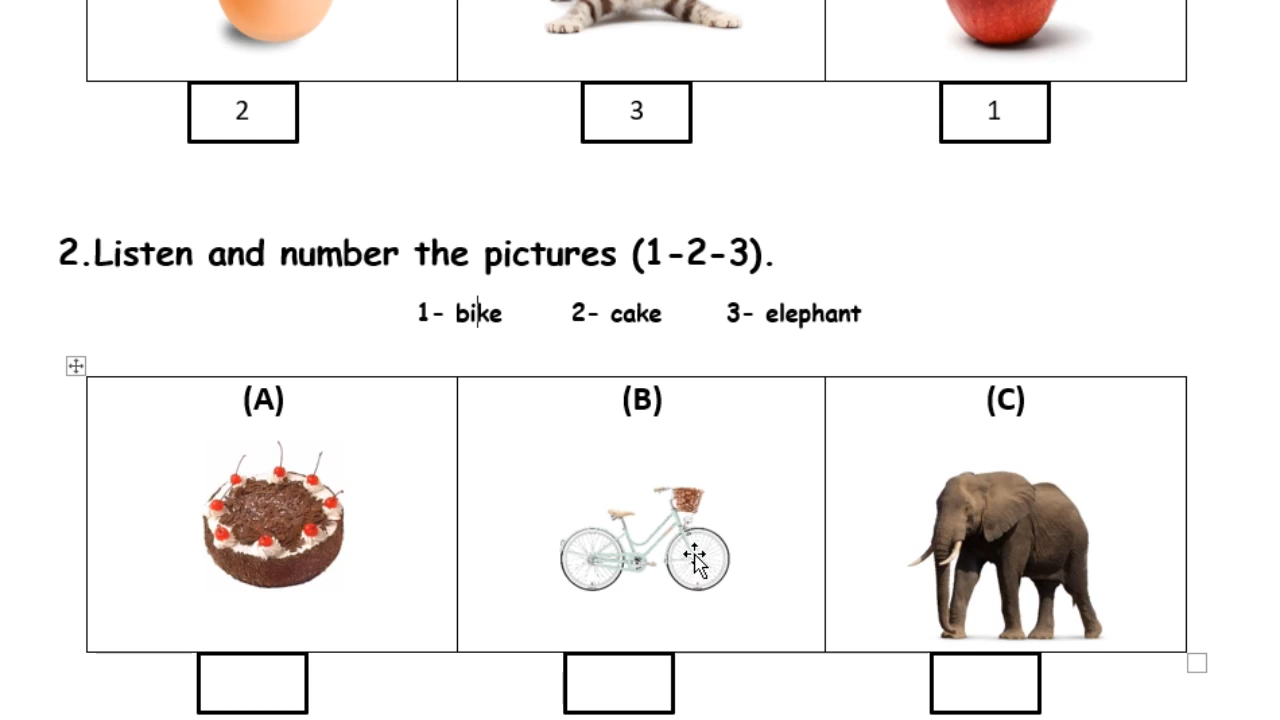 2 3 1
2.Listen and number the pictures (1-2-3).
1- bike 2- cake 3- elephant
(A) (B) (C)